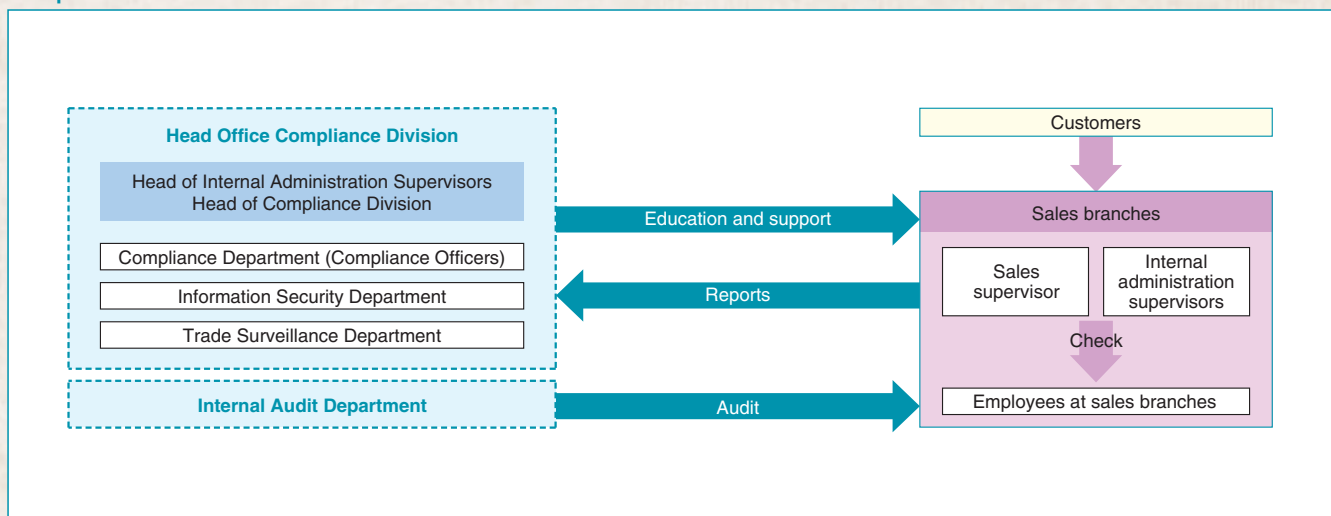 Head Office Compliance Division
Head of Internal Administration Supervisors
Head of Compliance Division
Compliance Department (Compliance Officers)
Information Security Department
Trade Surveillance Department
Internal Audit Department
Education and support
Reports
Audit
Customers
Sales branches
Sales
supervisor
Internal
administration
supervisors
Check
Employees at sales branches